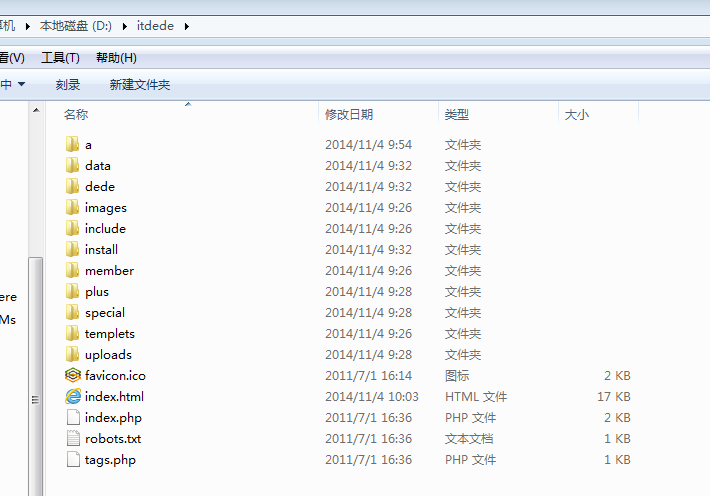 算机 本地磁盘 (D:) itdede
看(V) 工具(T) 帮助(H)
中 刻录 新建文件夹
名称 修改日期 类型 大小
a 2014/11/4 9:54 文件夹
data 2014/11/4 9:32 文件夹
dede 2014/11/4 9:32 文件夹
images 2014/11/4 9:26 文件夹
include 2014/11/4 9:26 文件夹
install 2014/11/4 9:32 文件夹
member 2014/11/4 9:26 文件夹
ere plus 2014/11/4 9:28 文件夹
Ms special 2014/11/4 9:28 文件夹
templets 2014/11/4 9:26 文件夹
uploads 2014/11/4 9:28 文件夹
favicon.ico 2011/7/1 16:14 图标 2 KB
index.html 2014/11/4 10:03 HTML 文件 17 KB
index.php 2011/7/1 16:36 PHP 文件 2 KB
robots.txt 2011/7/1 16:36 文本文档 1 KB
tags.php 2011/7/1 16:36 PHP 文件 1 KB